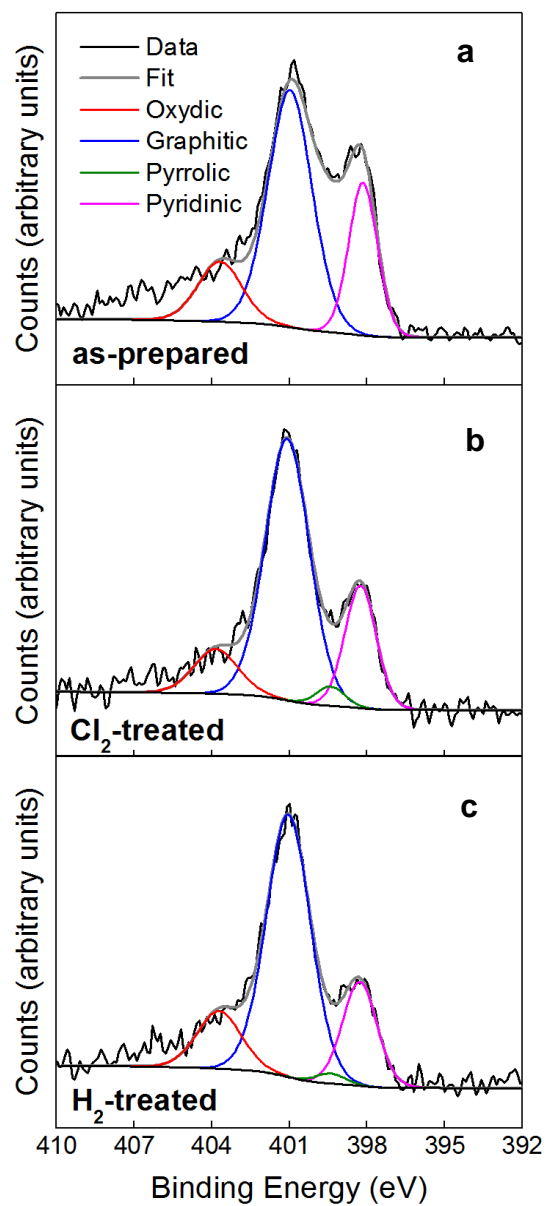 Data
Fit
Oxydic
Graphitic
Pyrrolic
Pyridinic
a
Counts (arbitrary units)
as-prepared
b
Counts (arbitrary units)
Cl₂-treated
c
Counts (arbitrary units)
H₂-treated
410 407 404 401 398 395 392
Binding Energy (eV)